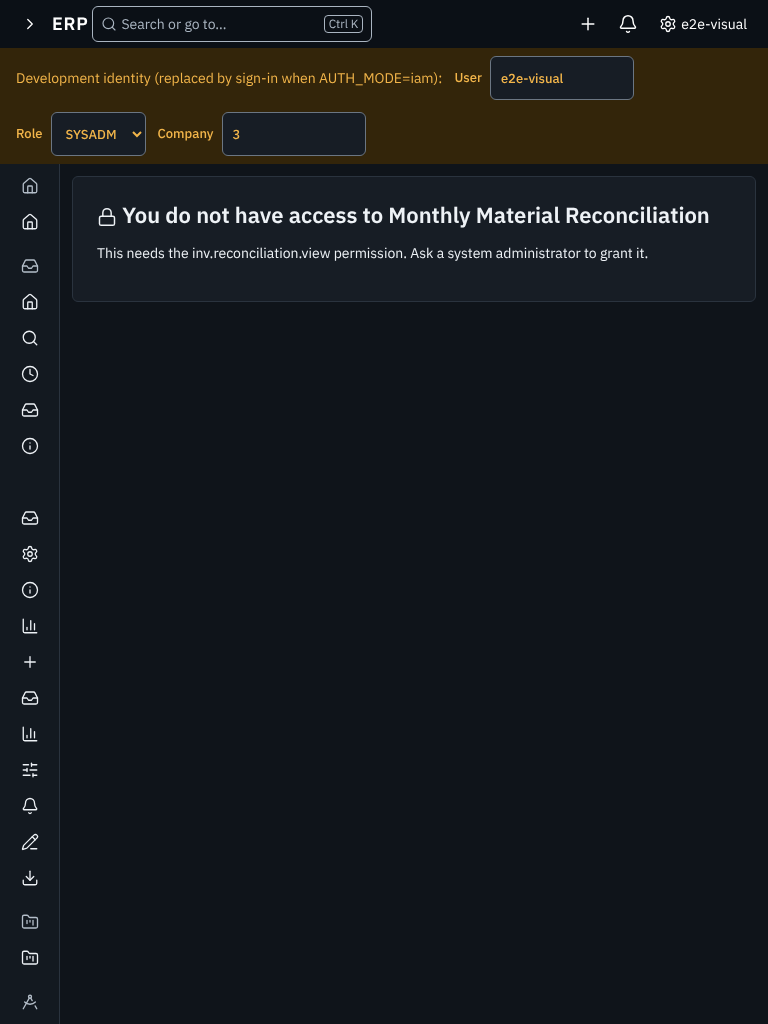 ERP
Search or go to...
Ctrl K
e2e-visual
Development identity (replaced by sign-in when AUTH_MODE=iam): User e2e-visual
Role SYSADM Company 3
You do not have access to Monthly Material Reconciliation
This needs the inv.reconciliation.view permission. Ask a system administrator to grant it.